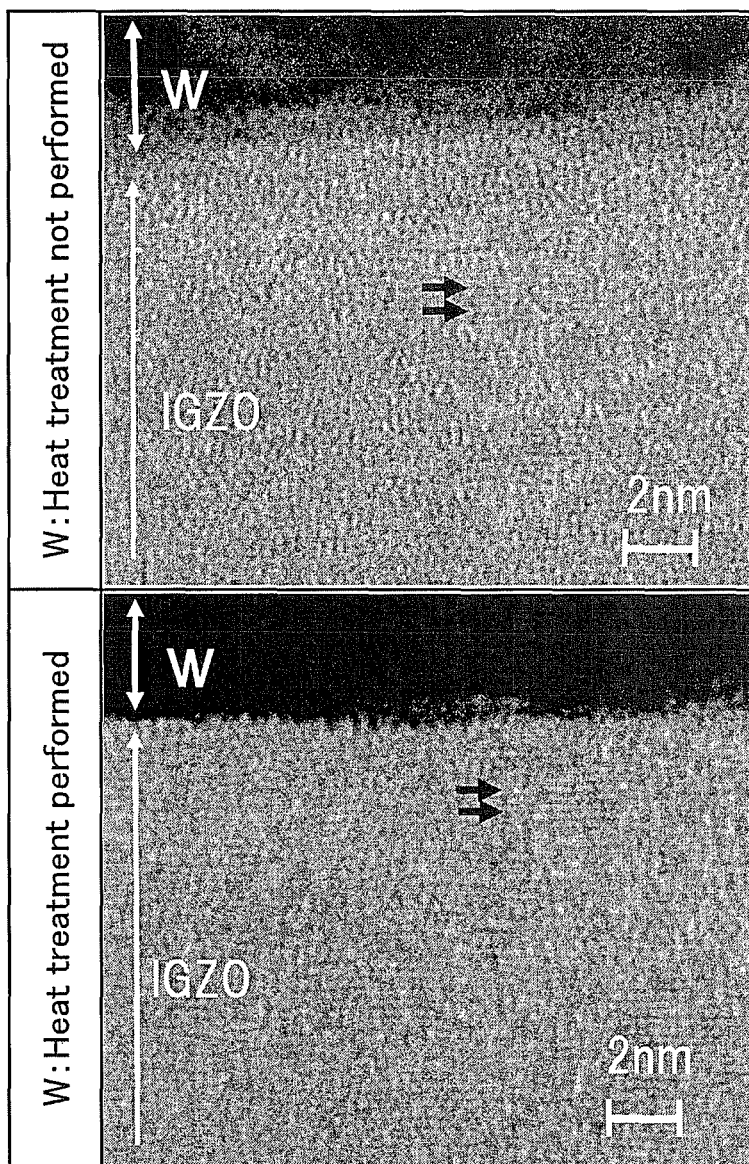 W:Heat treatment not performed
W
IGZO
2nm
W:Heat treatment performed
W
IGZO
2nm